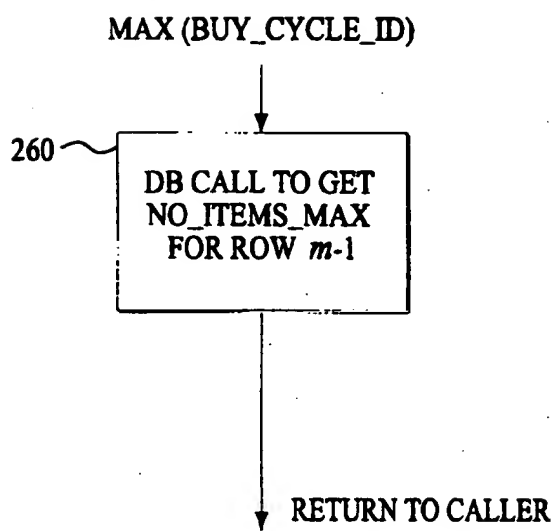 MAX (BUY_CYCLE_ID)
260
DB CALL TO GET
NO_ITEMS_MAX
FOR ROW m-1
RETURN TO CALLER